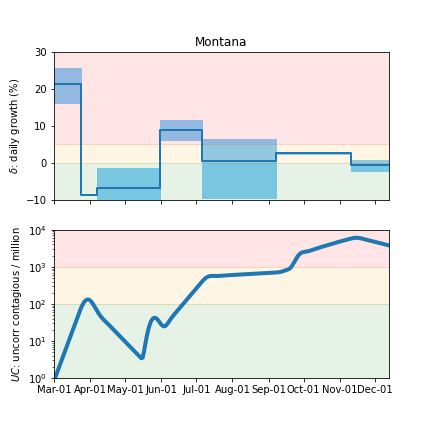 Montana
30
20
10
0
−10
δ: daily growth (%)
10⁴
10³
10²
10¹
10⁰
UC: uncorr contagious / million
Mar-01 Apr-01 May-01 Jun-01 Jul-01 Aug-01 Sep-01 Oct-01 Nov-01 Dec-01